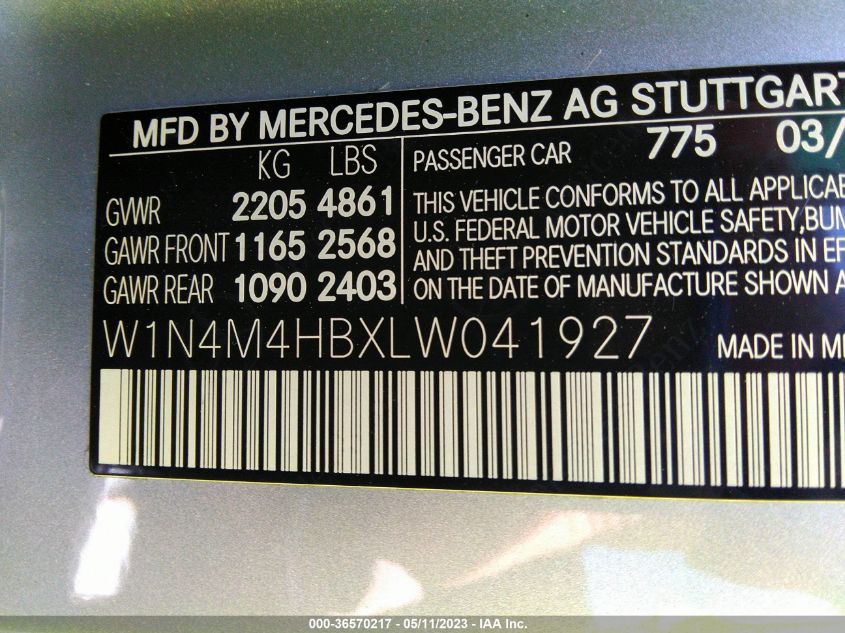 MFD BY MERCEDES-BENZ AG STUTTGART
KG LBS
GVWR 2205 4861
GAWR FRONT 1165 2568
GAWR REAR 1090 2403
PASSENGER CAR 775 03/
THIS VEHICLE CONFORMS TO ALL APPLICAB
U.S. FEDERAL MOTOR VEHICLE SAFETY, BUM
AND THEFT PREVENTION STANDARDS IN EF
ON THE DATE OF MANUFACTURE SHOWN A
W1N4M4HBXLW041927
MADE IN ME
000-36570217 - 05/11/2023 - IAA Inc.